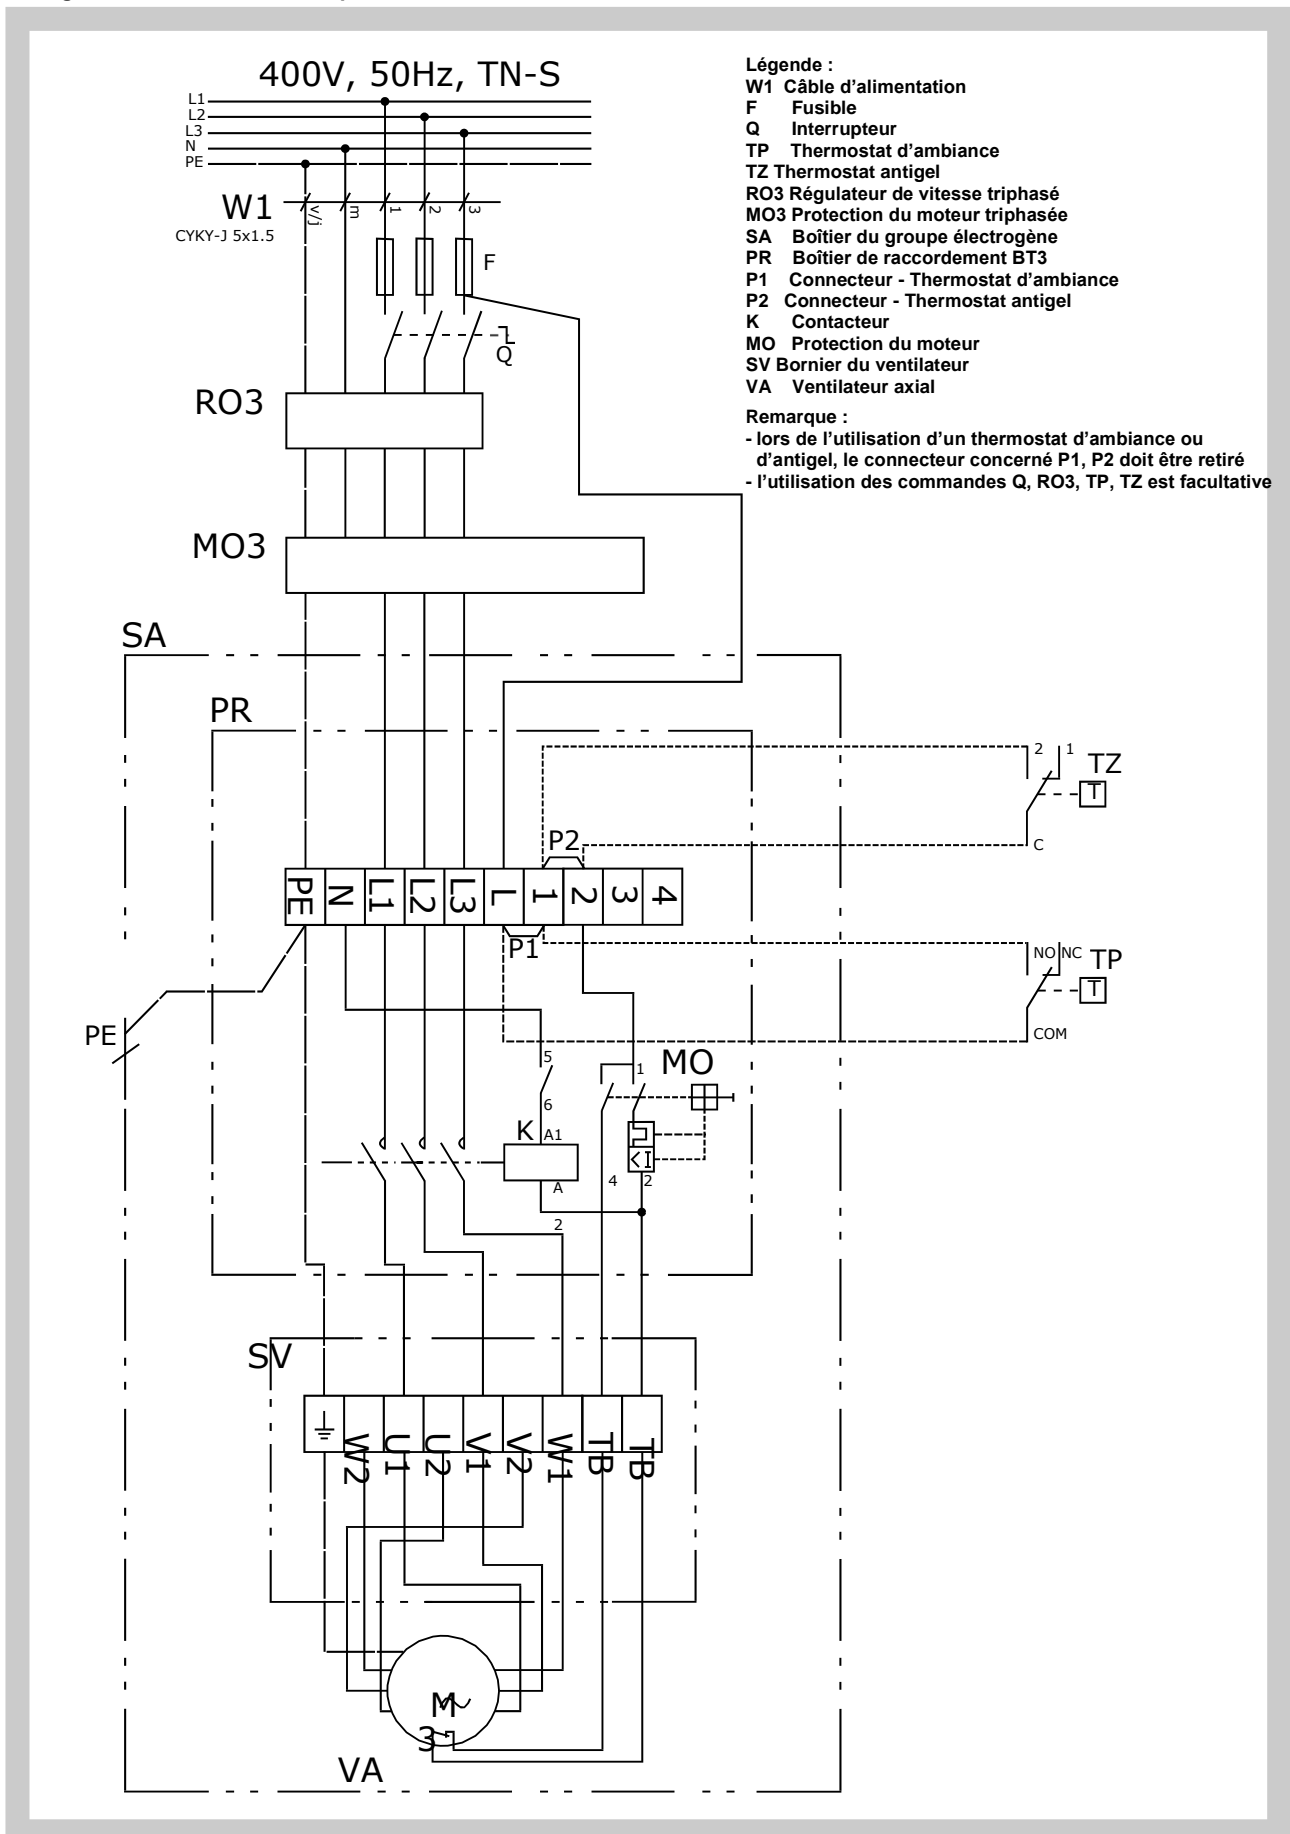 400V, 50Hz, TN-S
L1
L2
L3
N
PE
W1
CYKY-J 5x1.5
v/j
m
1
2
3
F
Q
RO3
MO3
Légende :
W1 Câble d’alimentation
F Fusible
Q Interrupteur
TP Thermostat d’ambiance
TZ Thermostat antigel
RO3 Régulateur de vitesse triphasé
MO3 Protection du moteur triphasée
SA Boîtier du groupe électrogène
PR Boîtier de raccordement BT3
P1 Connecteur - Thermostat d’ambiance
P2 Connecteur - Thermostat antigel
K Contacteur
MO Protection du moteur
SV Bornier du ventilateur
VA Ventilateur axial
Remarque :
- lors de l’utilisation d’un thermostat d’ambiance ou
d’antigel, le connecteur concerné P1, P2 doit être retiré
- l’utilisation des commandes Q, RO3, TP, TZ est facultative
SA
PR
2
1
TZ
T
C
P2
PE
N
L1
L2
L3
L
1
2
3
4
P1
NO
NC
TP
T
COM
PE
5
6
K
A1
A
2
1
MO
< I
4
2
SV
W2
U1
U2
V1
V2
W1
TB
TB
M
3
VA